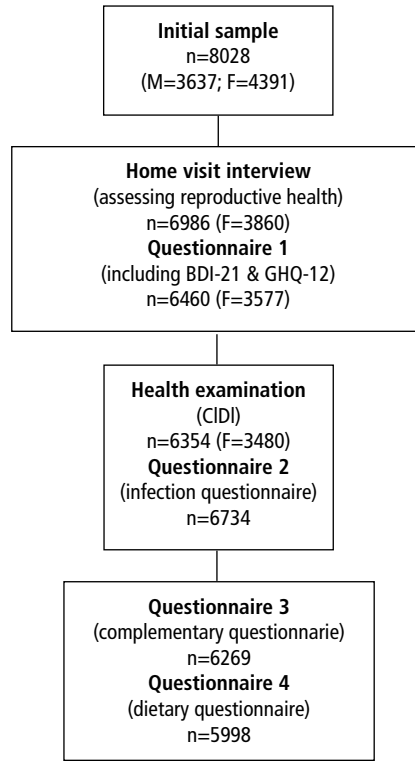 Initial sample
n=8028
(M=3637; F=4391)
Home visit interview
(assessing reproductive health)
n=6986 (F=3860)
Questionnaire 1
(including BDI-21 & GHQ-12)
n=6460 (F=3577)
Health examination
(CIDI)
n=6354 (F=3480)
Questionnaire 2
(infection questionnaire)
n=6734
Questionnaire 3
(complementary questionnarie)
n=6269
Questionnaire 4
(dietary questionnaire)
n=5998